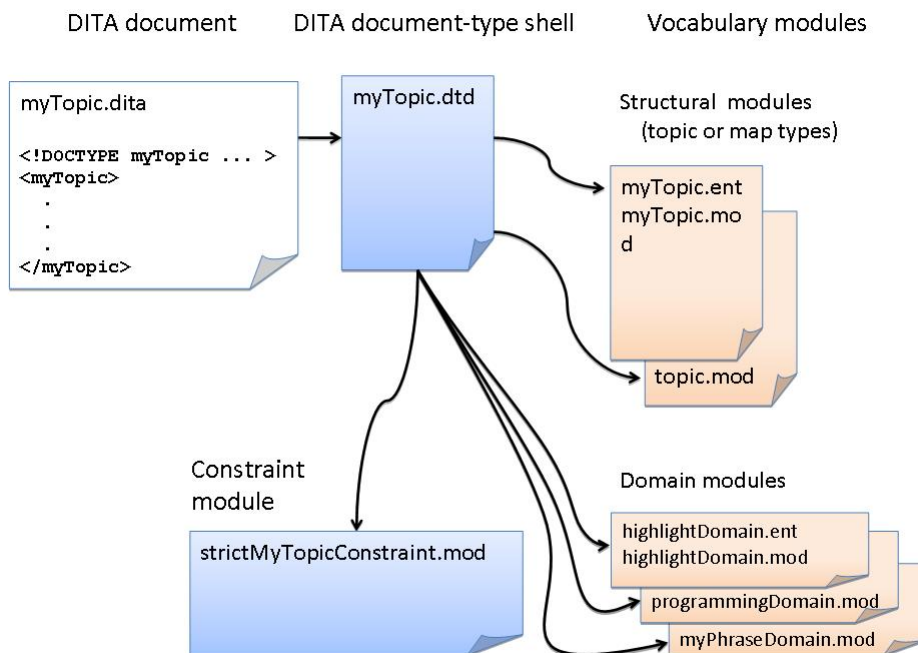 DITA document
DITA document-type shell
Vocabulary modules
myTopic.dita
<!DOCTYPE myTopic ... >
<myTopic>
.
.
.
</myTopic>
myTopic.dtd
Structural modules
(topic or map types)
myTopic.ent
myTopic.mo
d
topic.mod
Constraint
module
strictMyTopicConstraint.mod
Domain modules
highlightDomain.ent
highlightDomain.mod
programmingDomain.mod
myPhraseDomain.mod